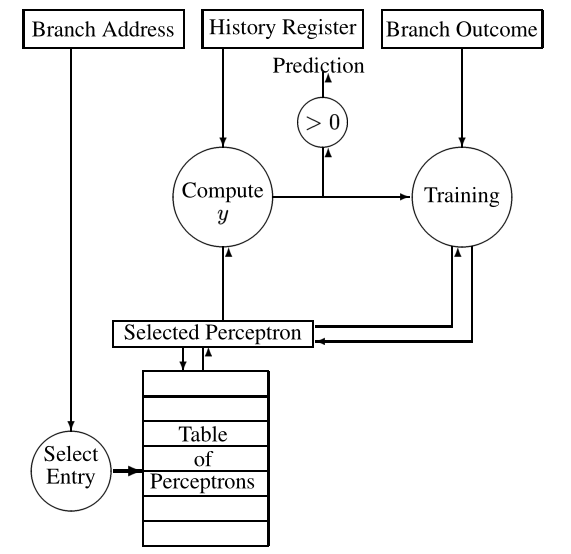 Branch Address
History Register
Branch Outcome
Prediction
> 0
Compute
y
Training
Selected Perceptron
Table
of
Perceptrons
Select
Entry